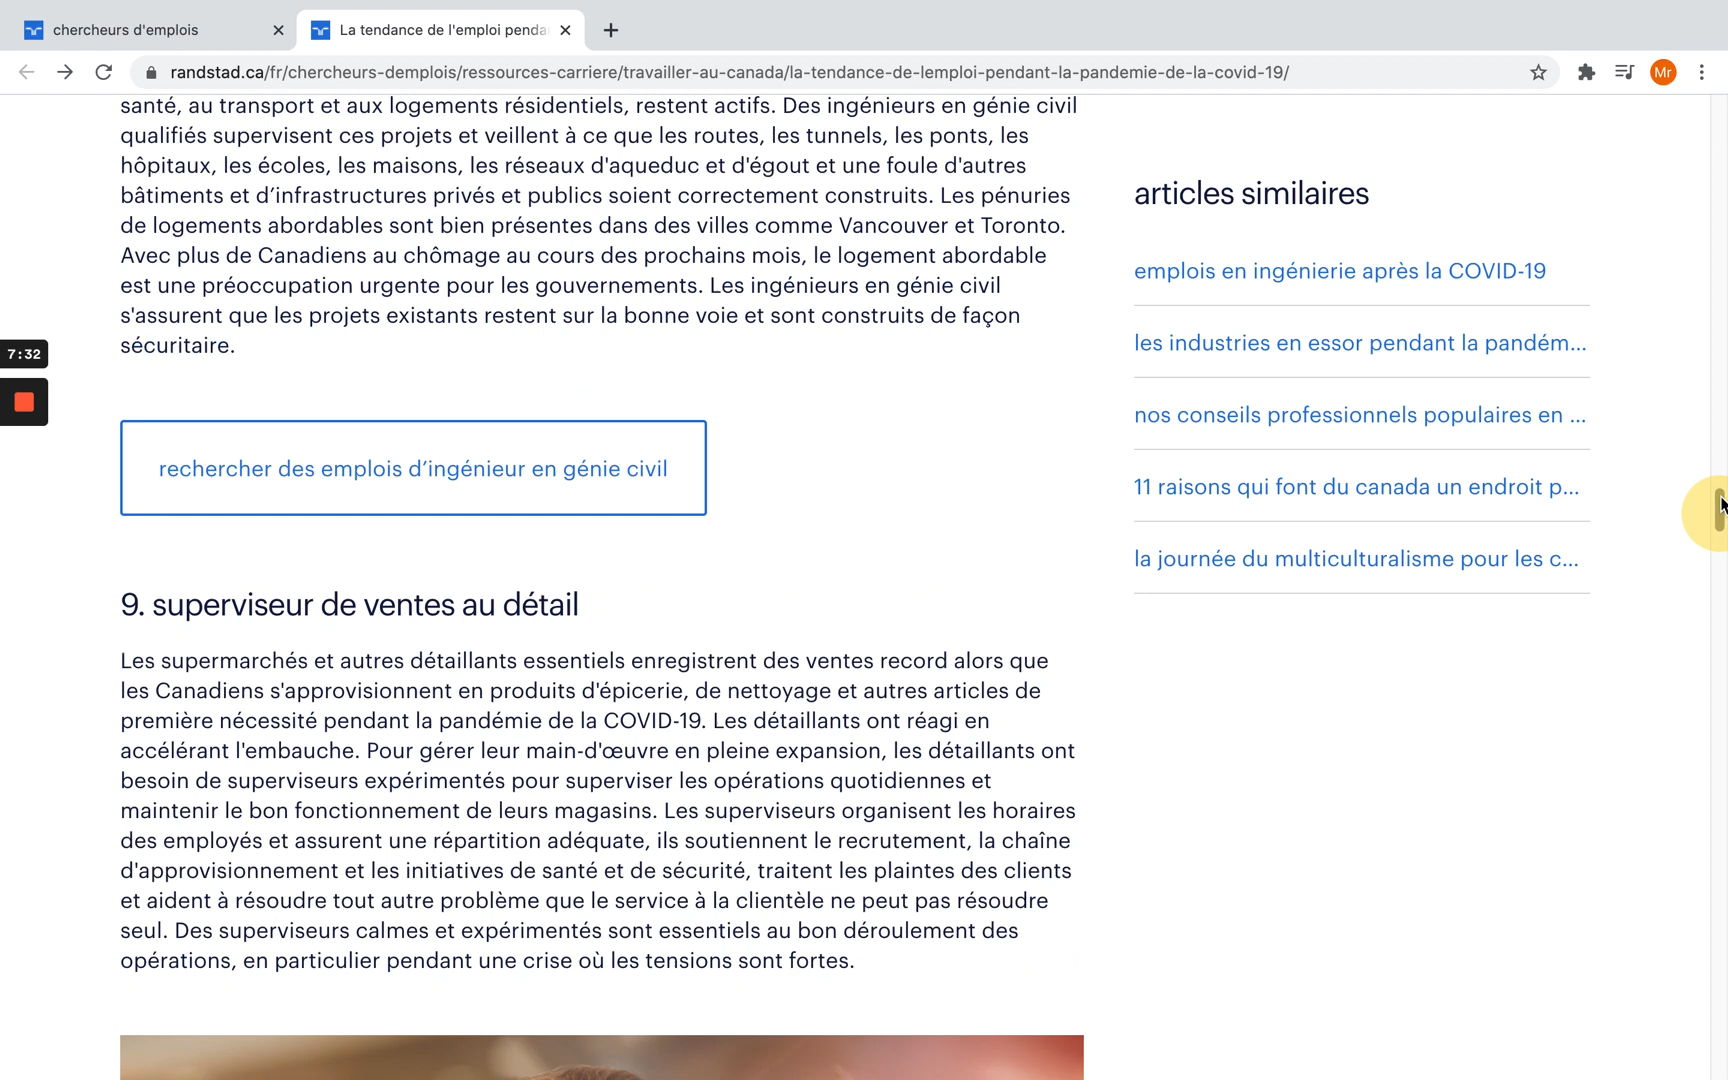 chercheurs d'emplois
La tendance de l'emploi penda
randstad.ca/fr/chercheurs-demplois/ressources-carriere/travailler-au-canada/la-tendance-de-lemploi-pendant-la-pandemie-de-la-covid-19/
Mr
santé, au transport et aux logements résidentiels, restent actifs. Des ingénieurs en génie civil
qualifiés supervisent ces projets et veillent à ce que les routes, les tunnels, les ponts, les
hôpitaux, les écoles, les maisons, les réseaux d'aqueduc et d'égout et une foule d'autres
bâtiments et d’infrastructures privés et publics soient correctement construits. Les pénuries
de logements abordables sont bien présentes dans des villes comme Vancouver et Toronto.
Avec plus de Canadiens au chômage au cours des prochains mois, le logement abordable
est une préoccupation urgente pour les gouvernements. Les ingénieurs en génie civil
s'assurent que les projets existants restent sur la bonne voie et sont construits de façon
sécuritaire.
7:32
rechercher des emplois d’ingénieur en génie civil
9. superviseur de ventes au détail
Les supermarchés et autres détaillants essentiels enregistrent des ventes record alors que
les Canadiens s'approvisionnent en produits d'épicerie, de nettoyage et autres articles de
première nécessité pendant la pandémie de la COVID-19. Les détaillants ont réagi en
accélérant l'embauche. Pour gérer leur main-d'œuvre en pleine expansion, les détaillants ont
besoin de superviseurs expérimentés pour superviser les opérations quotidiennes et
maintenir le bon fonctionnement de leurs magasins. Les superviseurs organisent les horaires
des employés et assurent une répartition adéquate, ils soutiennent le recrutement, la chaîne
d'approvisionnement et les initiatives de santé et de sécurité, traitent les plaintes des clients
et aident à résoudre tout autre problème que le service à la clientèle ne peut pas résoudre
seul. Des superviseurs calmes et expérimentés sont essentiels au bon déroulement des
opérations, en particulier pendant une crise où les tensions sont fortes.
articles similaires
emplois en ingénierie après la COVID-19
les industries en essor pendant la pandém...
nos conseils professionnels populaires en ...
11 raisons qui font du canada un endroit p...
la journée du multiculturalisme pour les c...